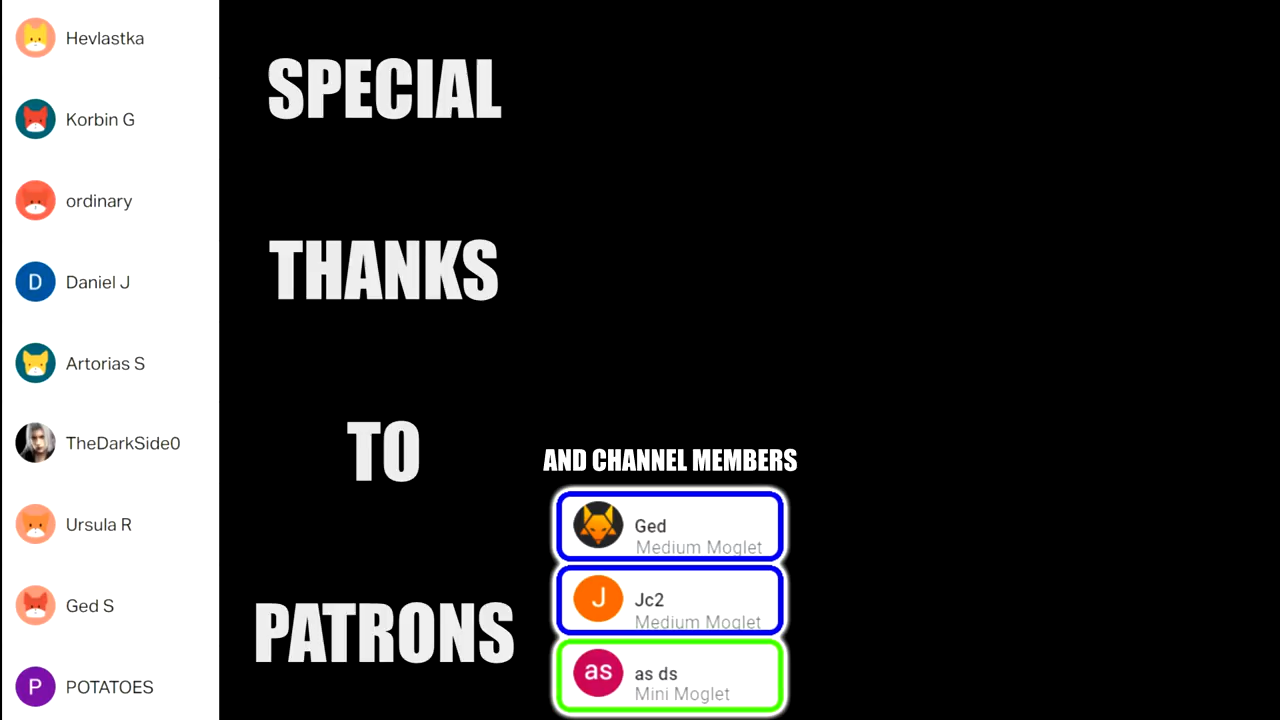 Hevlastka
Korbin G
ordinary
D
Daniel J
Artorias S
TheDarkSide0
Ursula R
Ged S
P
POTATOES
SPECIAL
THANKS
TO
PATRONS
AND CHANNEL MEMBERS
Ged
Medium Moglet
J
Jc2
Medium Moglet
as
as ds
Mini Moglet